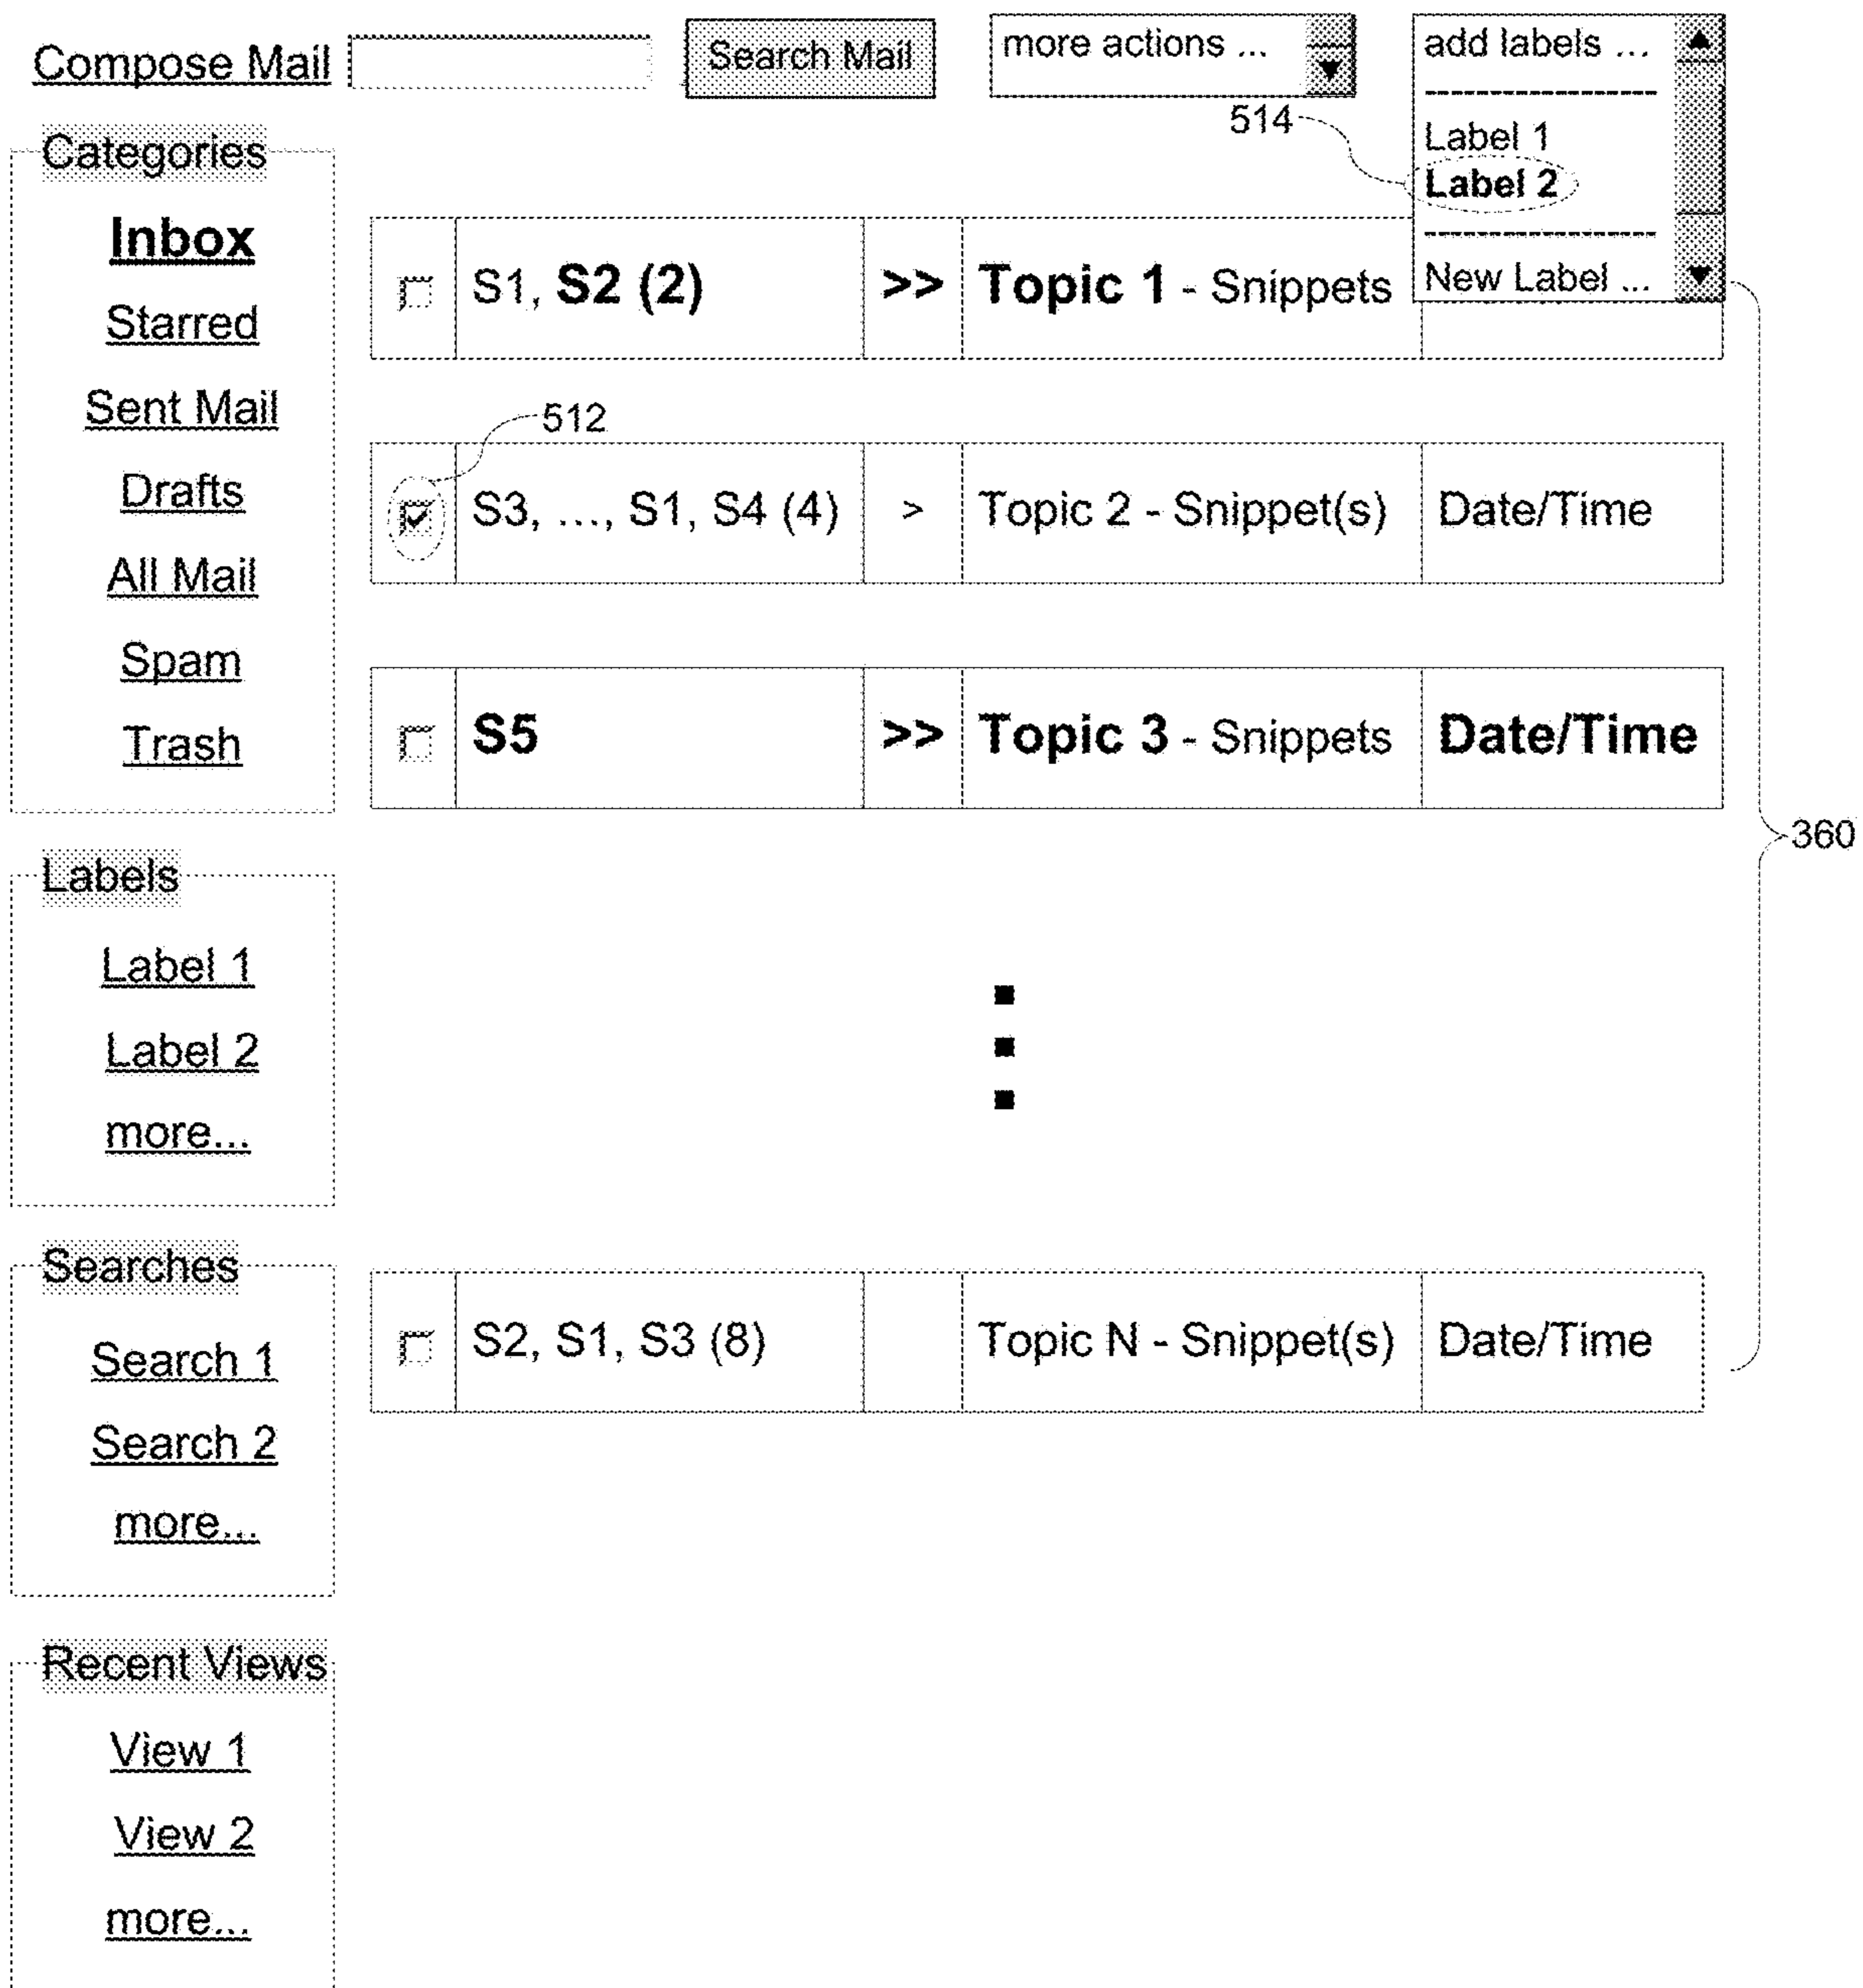 Compose Mail Search Mail more actions ... add labels ...
--------------------
514
Label 1
Label 2
--------------------
New Label ...
Categories
Inbox
Starred
Sent Mail
Drafts
All Mail
Spam
Trash
S1, S2 (2) >> Topic 1 - Snippets
512
S3, ..., S1, S4 (4) > Topic 2 - Snippet(s) Date/Time
S5 >> Topic 3 - Snippets Date/Time
360
Labels
Label 1
Label 2
more...
Searches
Search 1
Search 2
more...
S2, S1, S3 (8) Topic N - Snippet(s) Date/Time
Recent Views
View 1
View 2
more...